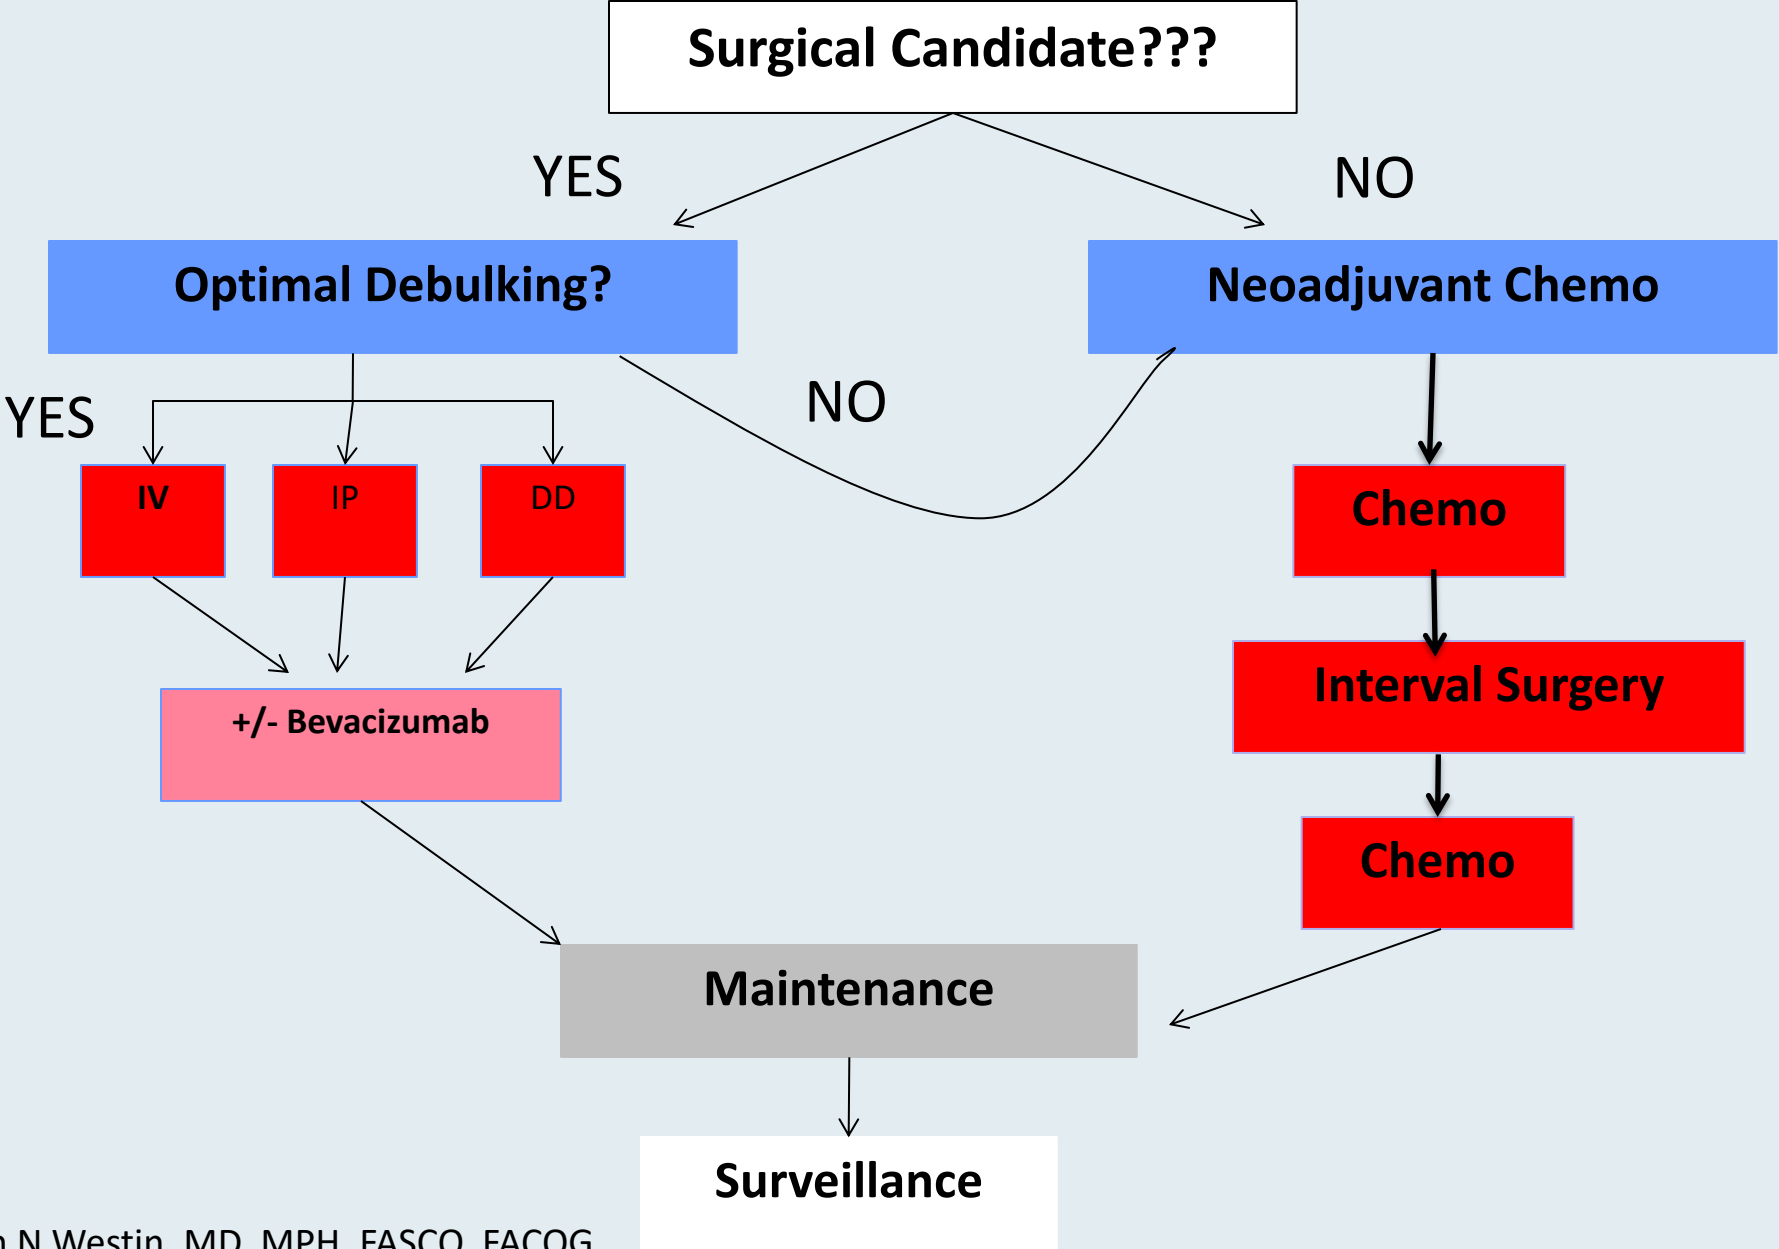 Surgical Candidate???
YES
NO
Optimal Debulking?
Neoadjuvant Chemo
YES
NO
IV
IP
DD
Chemo
+/- Bevacizumab
Interval Surgery
Chemo
Maintenance
Surveillance
N Westin, MD, MPH, FASCO, FACOG